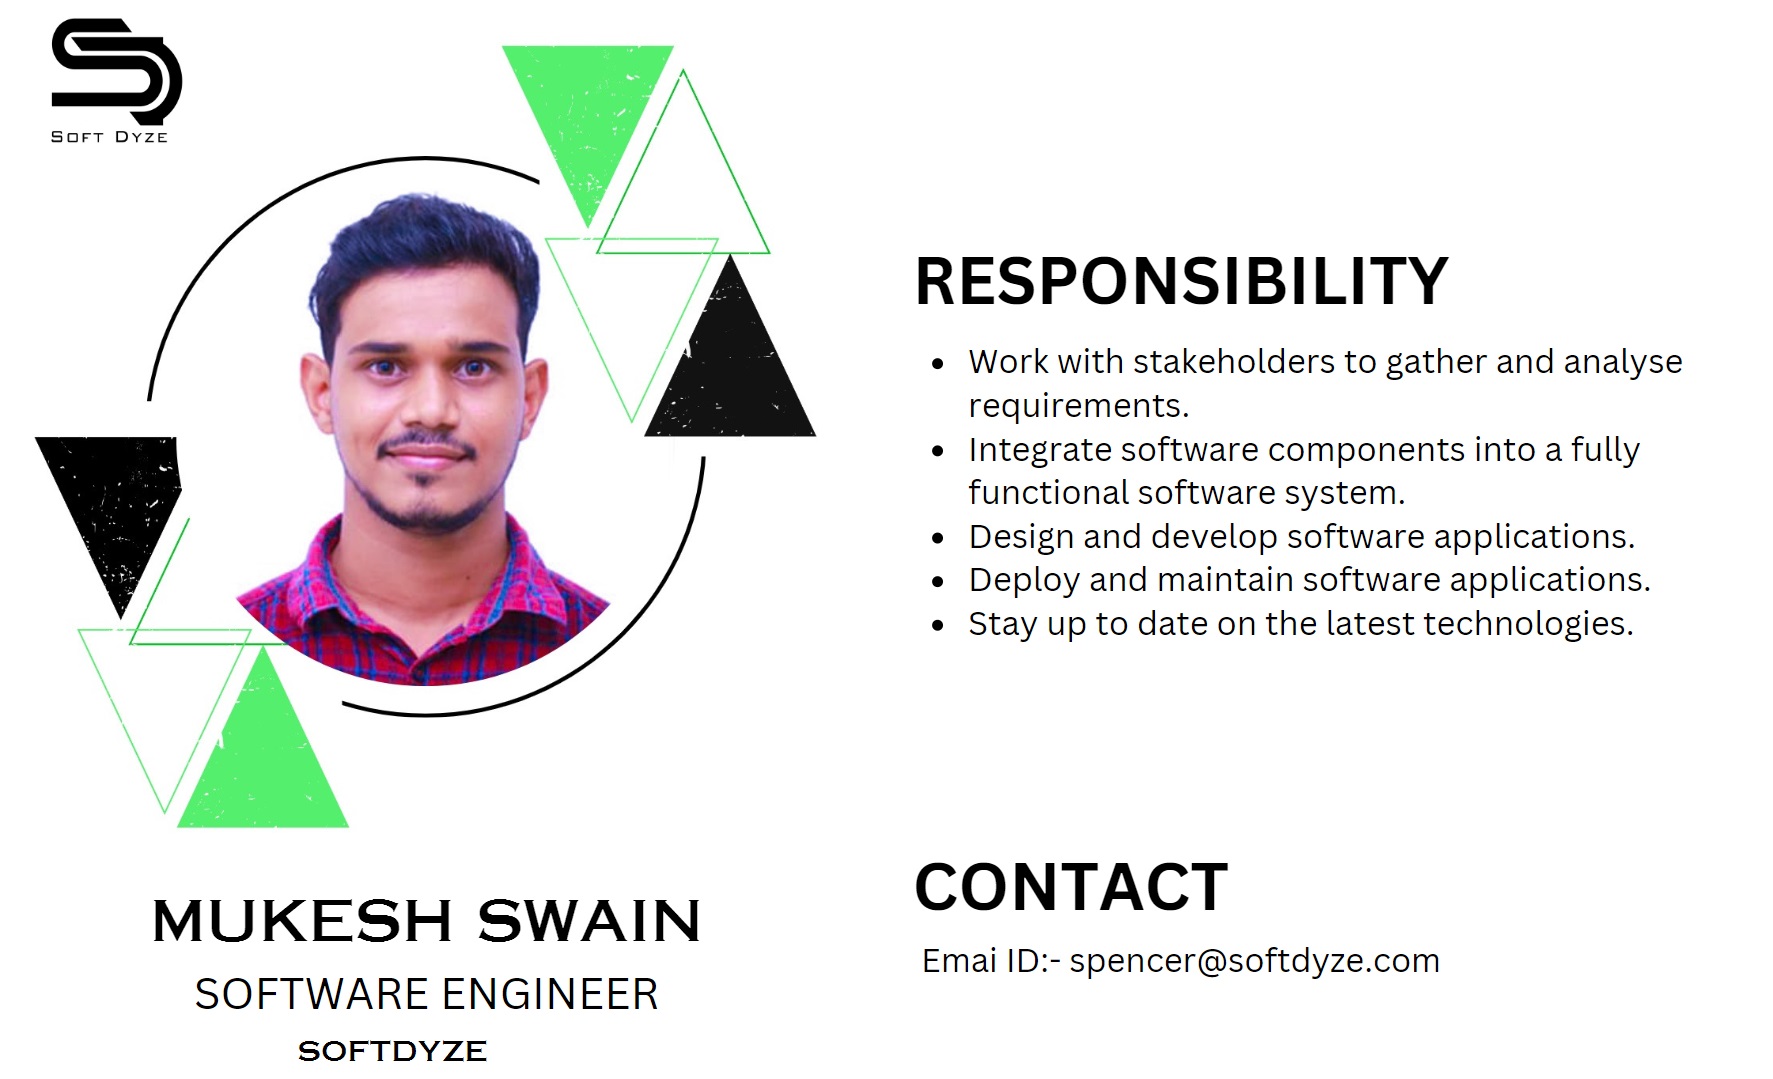 SOFT DYZE
RESPONSIBILITY
• Work with stakeholders to gather and analyse
requirements.
• Integrate software components into a fully
functional software system.
• Design and develop software applications.
• Deploy and maintain software applications.
• Stay up to date on the latest technologies.
MUKESH SWAIN
SOFTWARE ENGINEER
SOFTDYZE
CONTACT
Emai ID:- spencer@softdyze.com